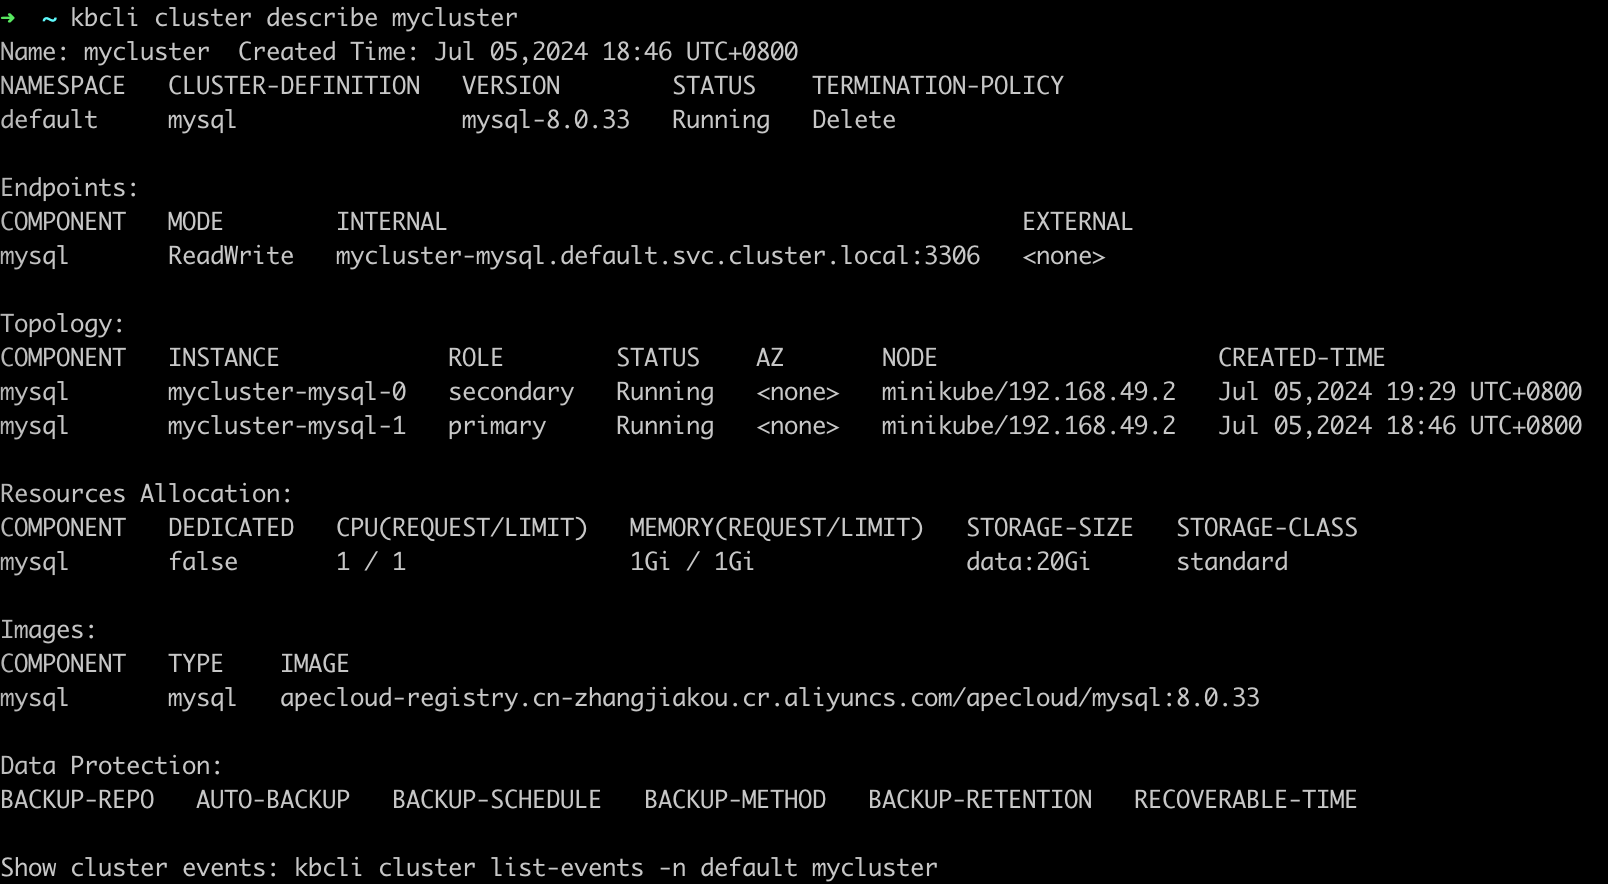 ➜  ~ kbcli cluster describe mycluster
Name: mycluster  Created Time: Jul 05,2024 18:46 UTC+0800
NAMESPACE   CLUSTER-DEFINITION   VERSION        STATUS    TERMINATION-POLICY
default     mysql                mysql-8.0.33   Running   Delete
Endpoints:
COMPONENT   MODE        INTERNAL                                         EXTERNAL
mysql       ReadWrite   mycluster-mysql.default.svc.cluster.local:3306   <none>
Topology:
COMPONENT   INSTANCE            ROLE        STATUS    AZ       NODE                    CREATED-TIME
mysql       mycluster-mysql-0   secondary   Running   <none>   minikube/192.168.49.2   Jul 05,2024 19:29 UTC+0800
mysql       mycluster-mysql-1   primary     Running   <none>   minikube/192.168.49.2   Jul 05,2024 18:46 UTC+0800
Resources Allocation:
COMPONENT   DEDICATED   CPU(REQUEST/LIMIT)   MEMORY(REQUEST/LIMIT)   STORAGE-SIZE   STORAGE-CLASS
mysql       false       1 / 1                1Gi / 1Gi               data:20Gi      standard
Images:
COMPONENT   TYPE    IMAGE
mysql       mysql   apecloud-registry.cn-zhangjiakou.cr.aliyuncs.com/apecloud/mysql:8.0.33
Data Protection:
BACKUP-REPO   AUTO-BACKUP   BACKUP-SCHEDULE   BACKUP-METHOD   BACKUP-RETENTION   RECOVERABLE-TIME
Show cluster events: kbcli cluster list-events -n default mycluster